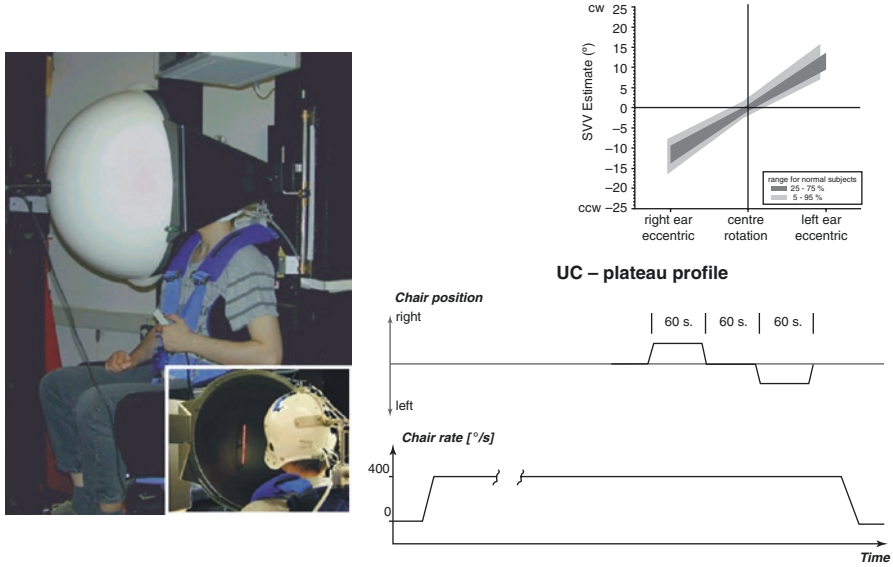 cw 25
20
15
10
5
0
−5
−10
−15
−20
ccw −25
SVV Estimate (º)
range for normal subjects
25 - 75 %
5 - 95 %
right ear eccentric
centre rotation
left ear eccentric
UC – plateau profile
Chair position
right
60 s. 60 s. 60 s.
left
Chair rate [°/s]
400
0
Time